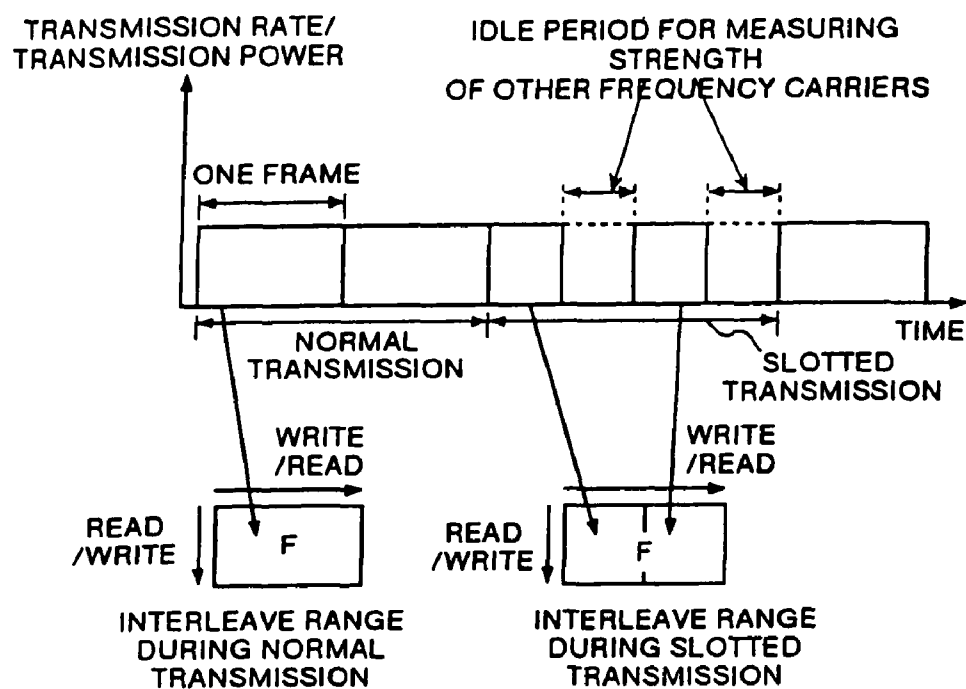 TRANSMISSION RATE/
TRANSMISSION POWER
IDLE PERIOD FOR MEASURING
STRENGTH
OF OTHER FREQUENCY CARRIERS
ONE FRAME
TIME
NORMAL
TRANSMISSION
SLOTTED
TRANSMISSION
WRITE
/READ
READ
/WRITE
F
INTERLEAVE RANGE
DURING NORMAL
TRANSMISSION
WRITE
/READ
READ
/WRITE
F
INTERLEAVE RANGE
DURING SLOTTED
TRANSMISSION